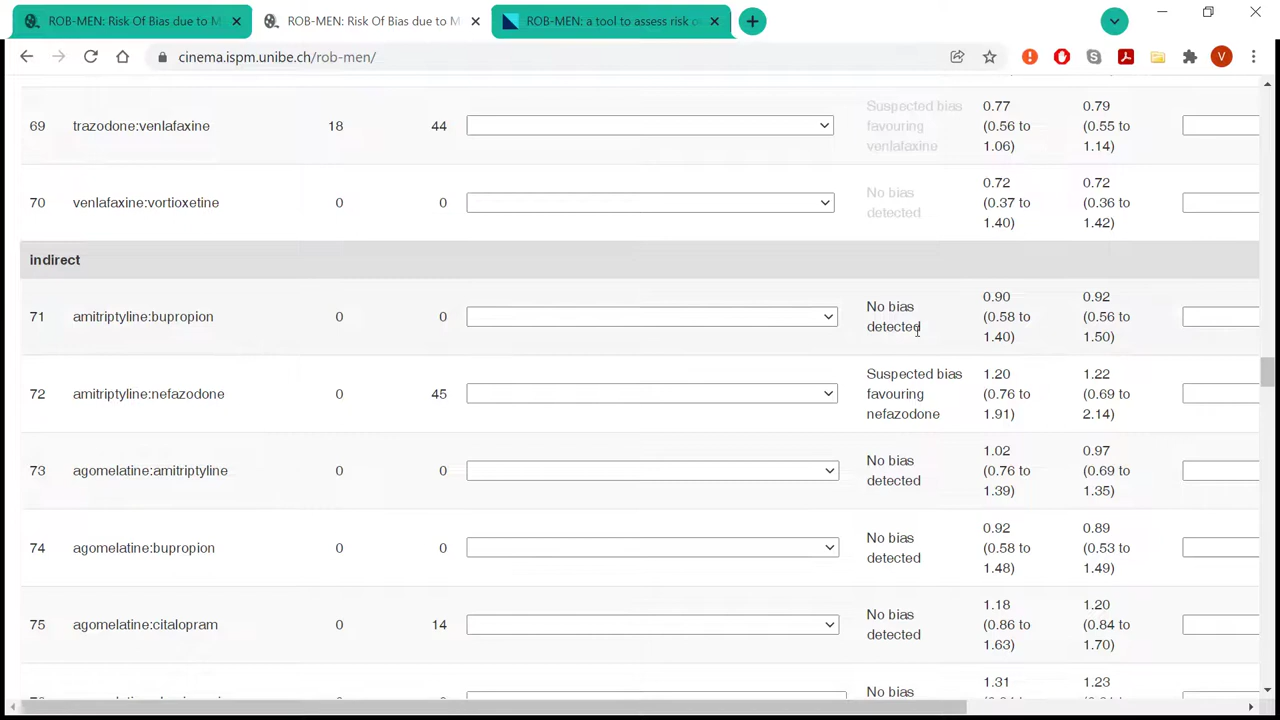 ROB-MEN: Risk Of Bias due to M
ROB-MEN: Risk Of Bias due to M
ROB-MEN: a tool to assess risk o
cinema.ispm.unibe.ch/rob-men/
V
69 trazodone:venlafaxine 18 44
Suspected bias
favouring
venlafaxine
0.77
(0.56 to
1.06)
0.79
(0.55 to
1.14)
70 venlafaxine:vortioxetine 0 0
No bias
detected
0.72
(0.37 to
1.40)
0.72
(0.36 to
1.42)
indirect
71 amitriptyline:bupropion 0 0
No bias
detected
0.90
(0.58 to
1.40)
0.92
(0.56 to
1.50)
72 amitriptyline:nefazodone 0 45
Suspected bias
favouring
nefazodone
1.20
(0.76 to
1.91)
1.22
(0.69 to
2.14)
73 agomelatine:amitriptyline 0 0
No bias
detected
1.02
(0.76 to
1.39)
0.97
(0.69 to
1.35)
74 agomelatine:bupropion 0 0
No bias
detected
0.92
(0.58 to
1.48)
0.89
(0.53 to
1.49)
75 agomelatine:citalopram 0 14
No bias
detected
1.18
(0.86 to
1.63)
1.20
(0.84 to
1.70)
No bias
1.31
1.23